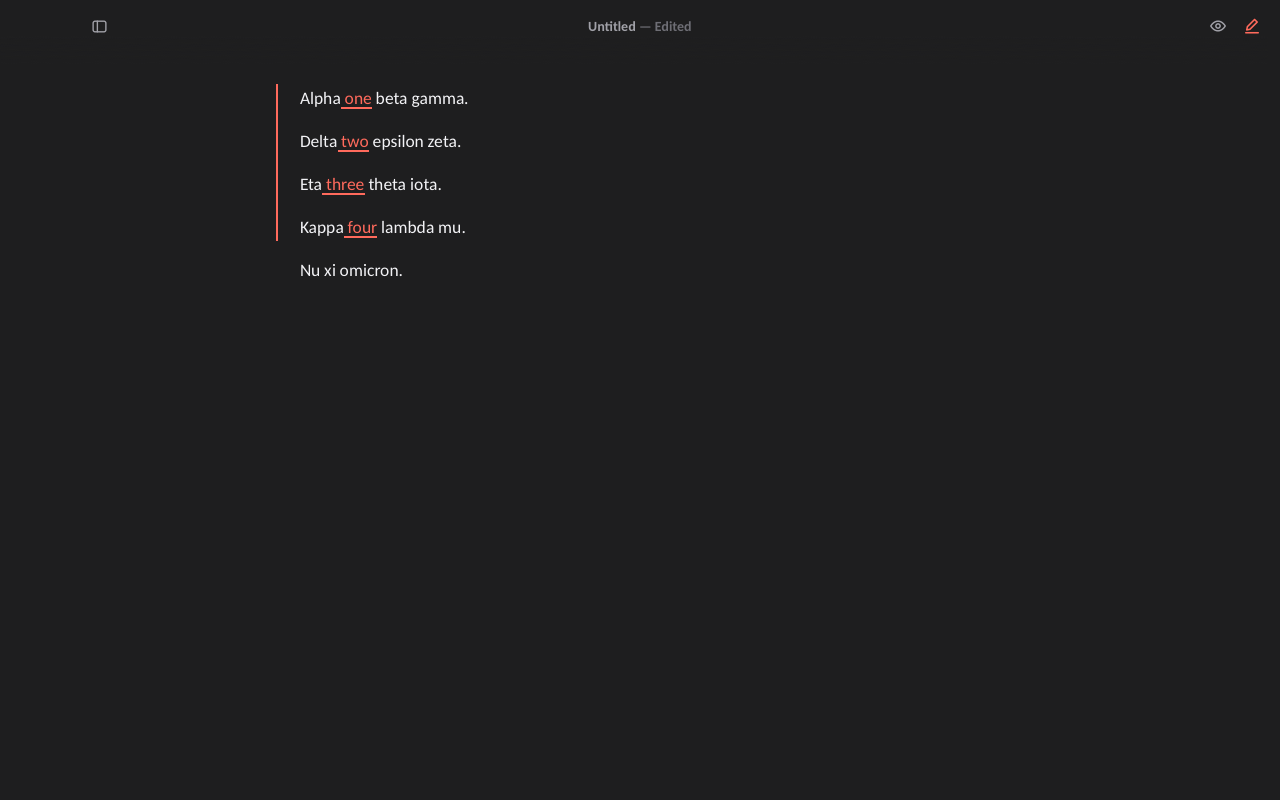 Untitled — Edited
Alpha one beta gamma.
Delta two epsilon zeta.
Eta three theta iota.
Kappa four lambda mu.
Nu xi omicron.